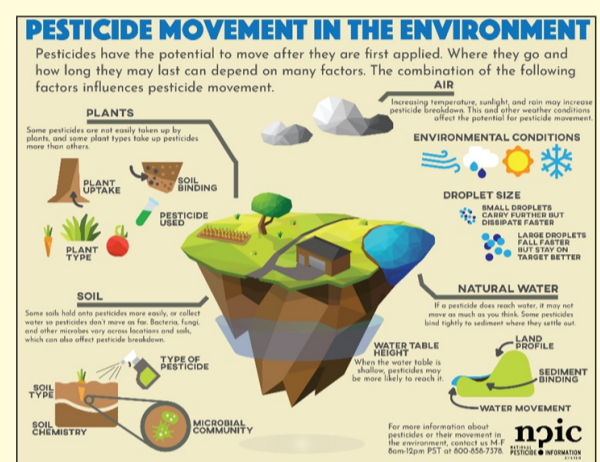 PESTICIDE MOVEMENT IN THE ENVIRONMENT
Pesticides have the potential to move after they are first applied. Where they go and
how long they may last can depend on many factors. The combination of the following
factors influences pesticide movement.
AIR
Increasing temperature, sunlight, and rain may increase
pesticide breakdown. This and other weather conditions
affect the potential for pesticide movement.
PLANTS
Some pesticides are not easily taken up by
plants, and some plant types take up pesticides
more than others.
PLANT
UPTAKE
SOIL
BINDING
PESTICIDE
USED
PLANT
TYPE
ENVIRONMENTAL CONDITIONS
DROPLET SIZE
SMALL DROPLETS
CARRY FURTHER BUT
DISSIPATE FASTER
LARGE DROPLETS
FALL FASTER
BUT STAY ON
TARGET BETTER
SOIL
Some soils hold onto pesticides more easily, or collect
water so pesticides don't move as far. Bacteria, fungi,
and other microbes vary across locations and soils,
which can also affect pesticide breakdown.
TYPE OF
PESTICIDE
SOIL
TYPE
SOIL
CHEMISTRY
MICROBIAL
COMMUNITY
NATURAL WATER
If a pesticide does reach water, it may not
move as much as you think. Some pesticides
bind tightly to sediment where they settle out.
WATER TABLE
HEIGHT
When the water table is
shallow, pesticides may
be more likely to reach it.
LAND
PROFILE
SEDIMENT
BINDING
WATER MOVEMENT
For more information about
pesticides or their movement in
the environment, contact us M-F
8am-12pm PST at 800-858-7378.
npic
NATIONAL
PESTICIDE INFORMATION
CENTER